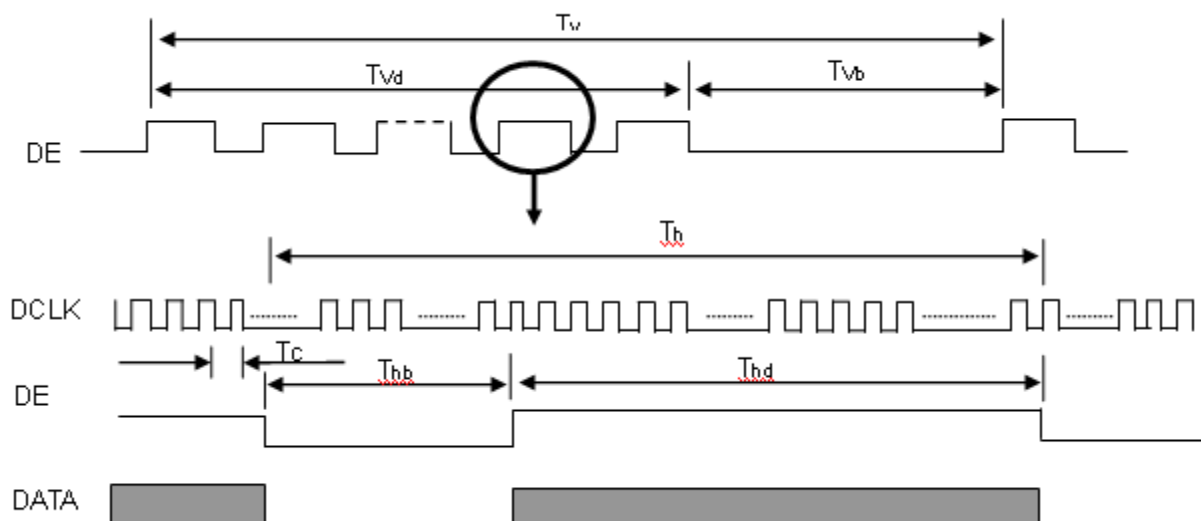 Tv
Tvd
Tvb
DE
Th
DCLK
Tc
Thb
Thd
DE
DATA